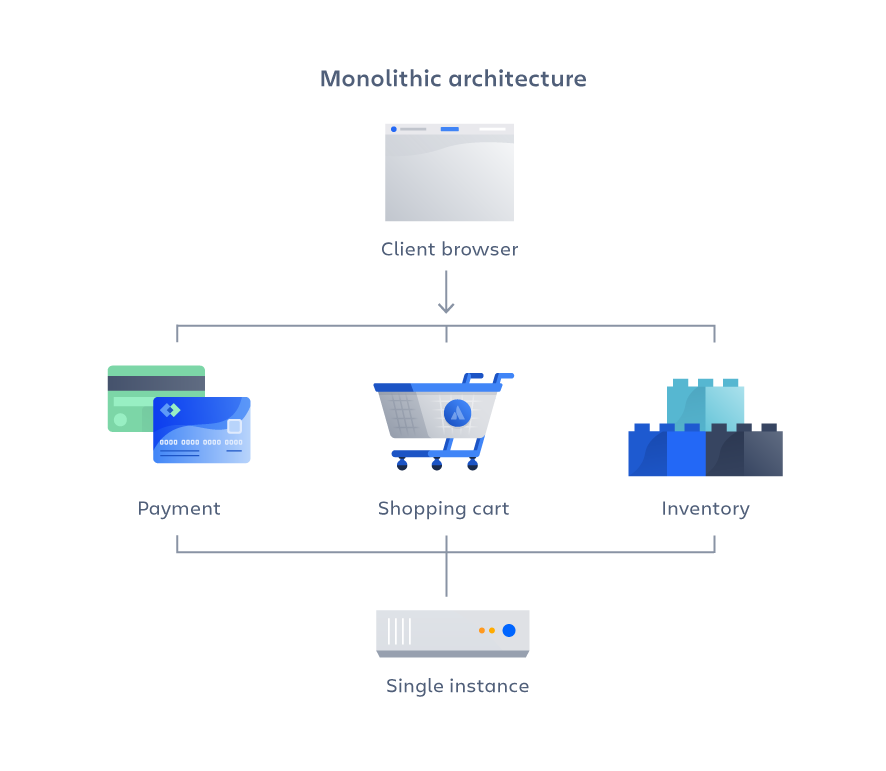 Monolithic architecture
Client browser
Payment
Shopping cart
Inventory
Single instance